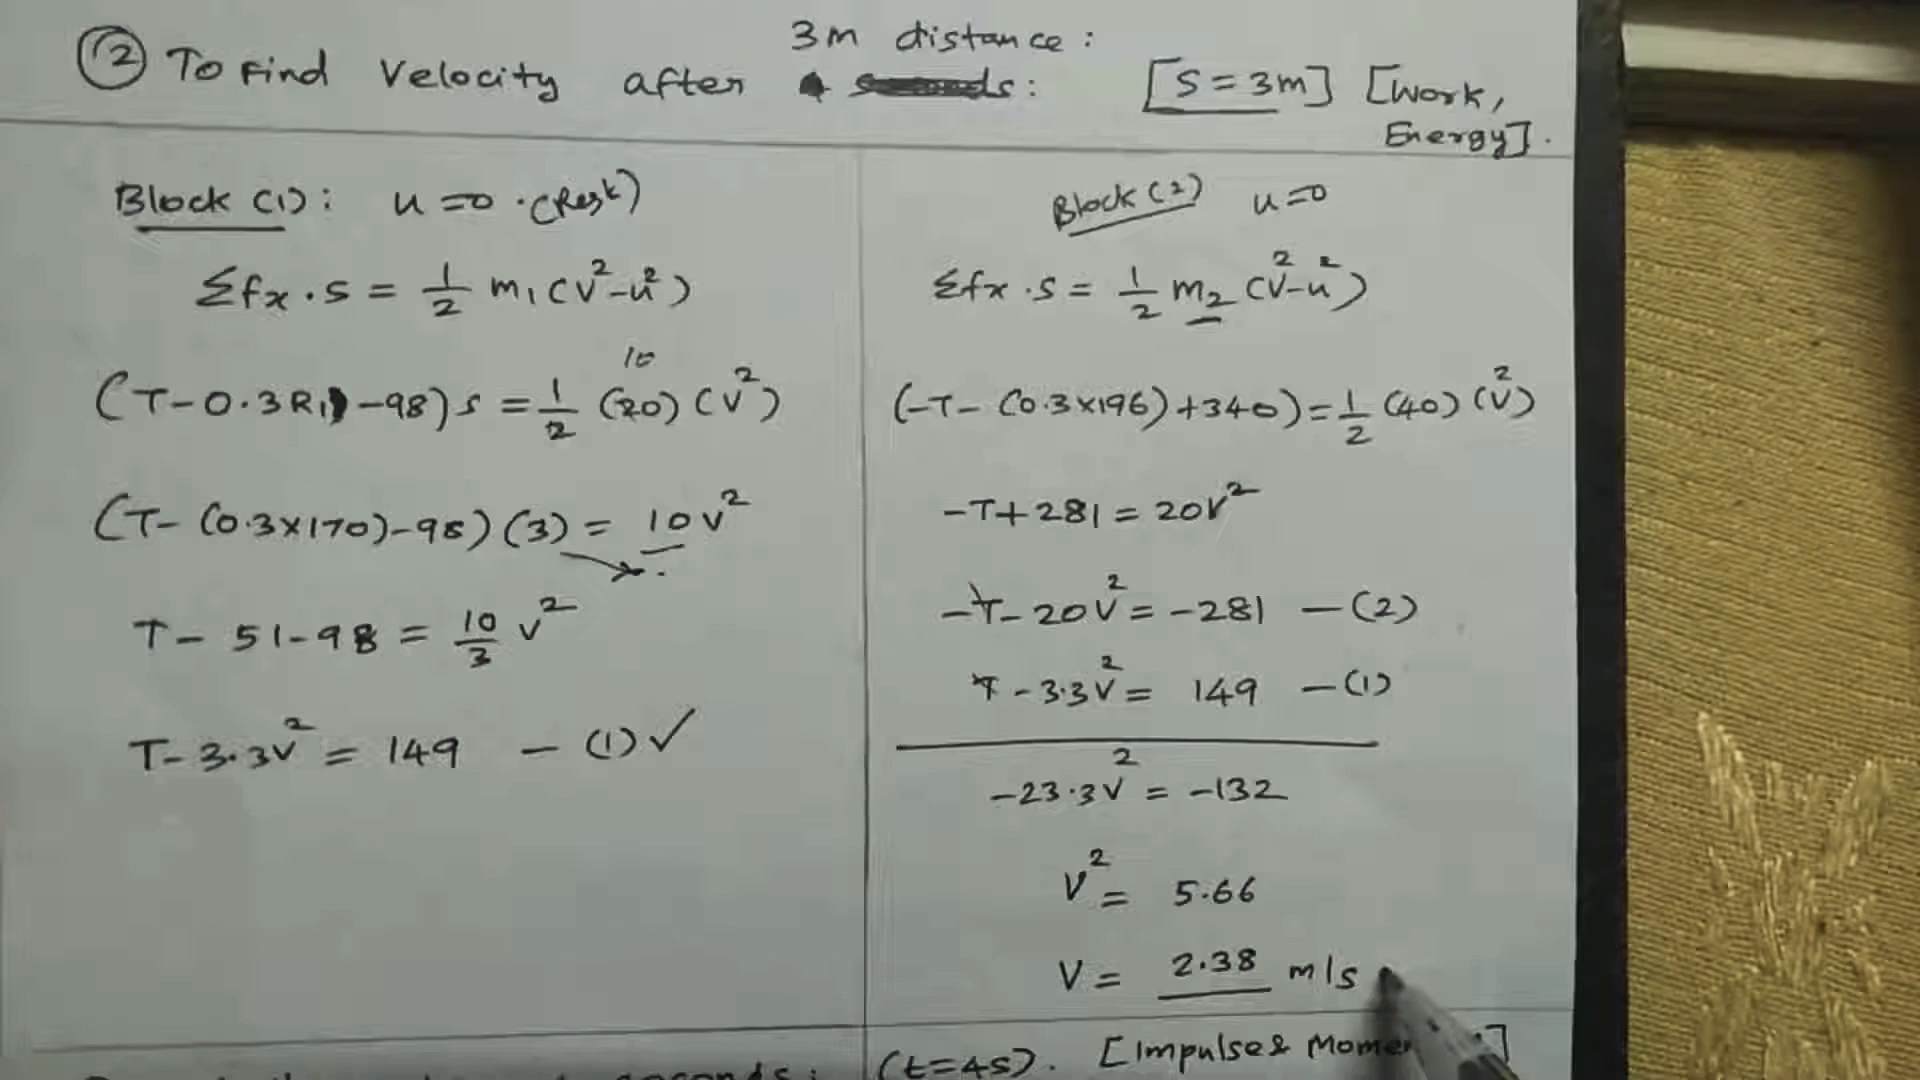 3m distance:
② To Find Velocity after [S = 3m] [Work,
Energy].
Block (1): u = 0 . (Rest)
Σfx . s = 1/2 m₁ (v² - u²)
10
(T - 0.3R₁ - 98) s = 1/2 (20) (v²)
(T - (0.3 x 170) - 98) (3) = 10 v²
T - 51 - 98 = 10/3 v²
T - 3.3v² = 149 — (1) ✓
Block (2) u = 0
Σfx . s = 1/2 m₂ (v² - u²)
(-T - (0.3 x 196) + 340) = 1/2 (40) (v²)
-T + 281 = 20v²
-T - 20v² = -281 — (2)
T - 3.3v² = 149 — (1)
-23.3v² = -132
v² = 5.66
V = 2.38 m/s
(t = 4s). [Impulse &